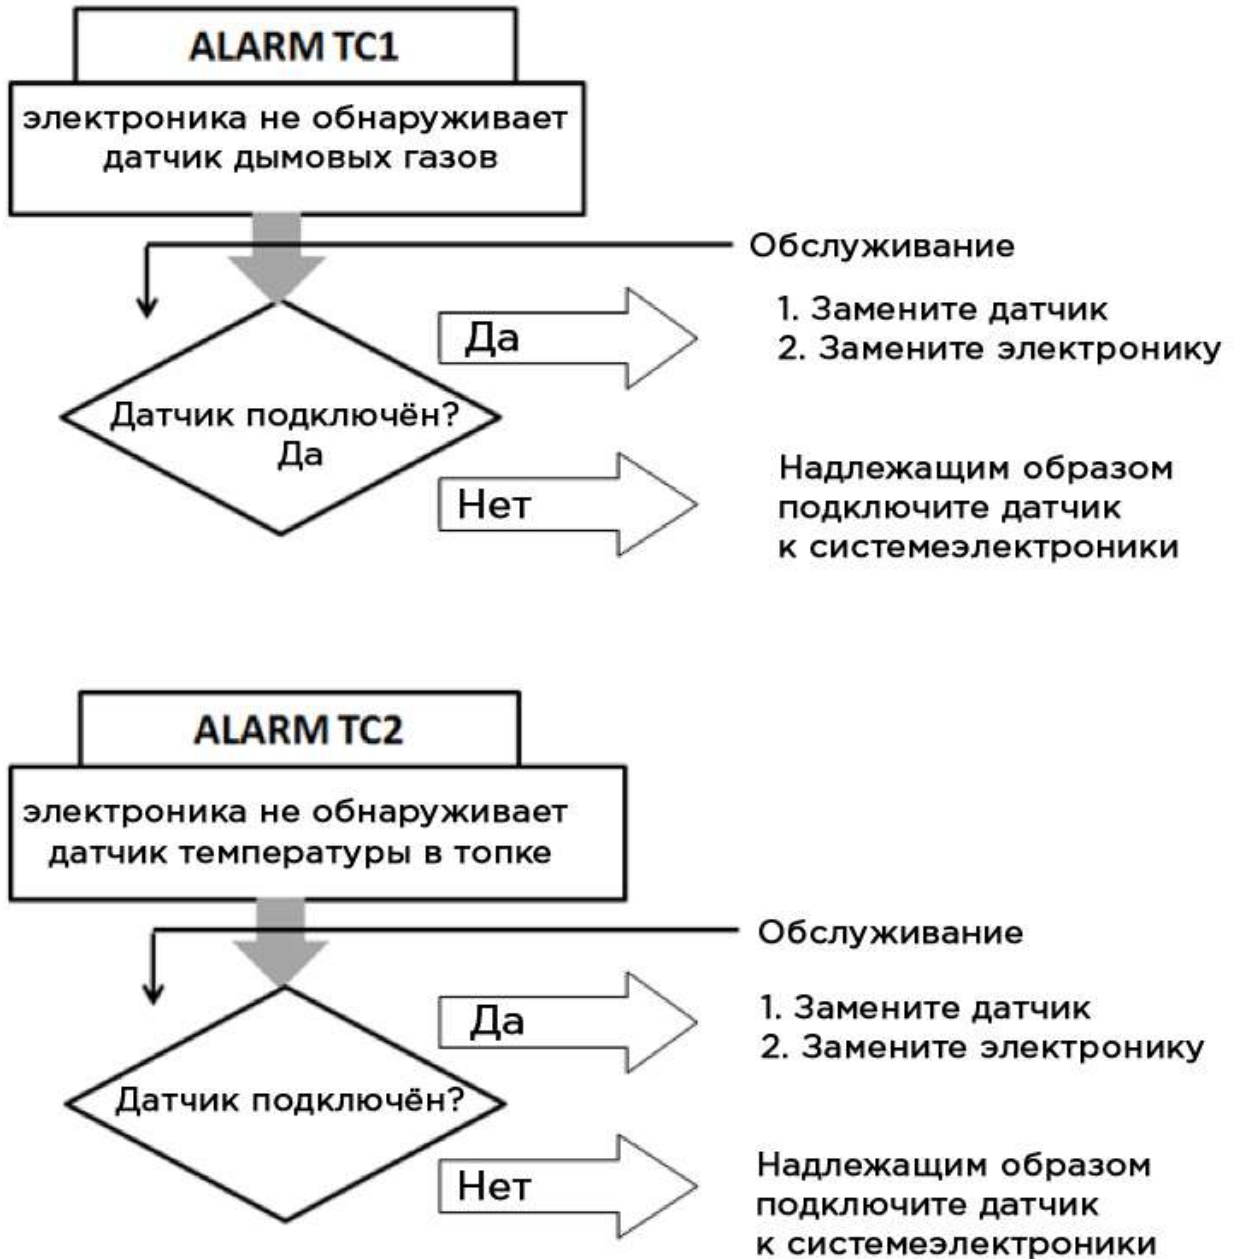 ALARM TC1
электроника не обнаруживает
датчик дымовых газов
Обслуживание
Да
1. Замените датчик
2. Замените электронику
Датчик подключён?
Да
Нет
Надлежащим образом
подключите датчик
к системеэлектроники
ALARM TC2
электроника не обнаруживает
датчик температуры в топке
Обслуживание
Да
1. Замените датчик
2. Замените электронику
Датчик подключён?
Нет
Надлежащим образом
подключите датчик
к системеэлектроники